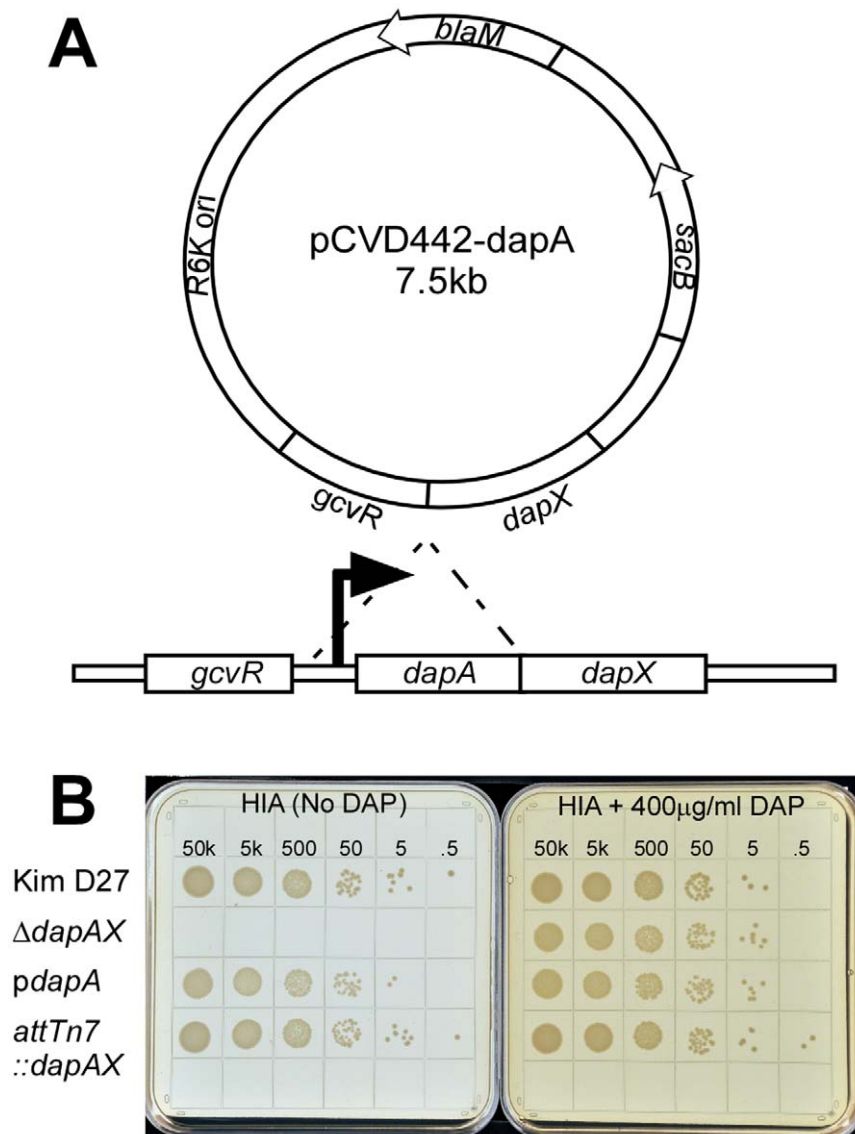 A
blaM
R6K ori
pCVD442-dapA
7.5kb
sacB
gcvR
dapX
gcvR
dapA
dapX
B
HIA (No DAP)
HIA + 400µg/ml DAP
50k 5k 500 50 5 .5
50k 5k 500 50 5 .5
Kim D27
ΔdapAX
pdapA
attTn7
::dapAX